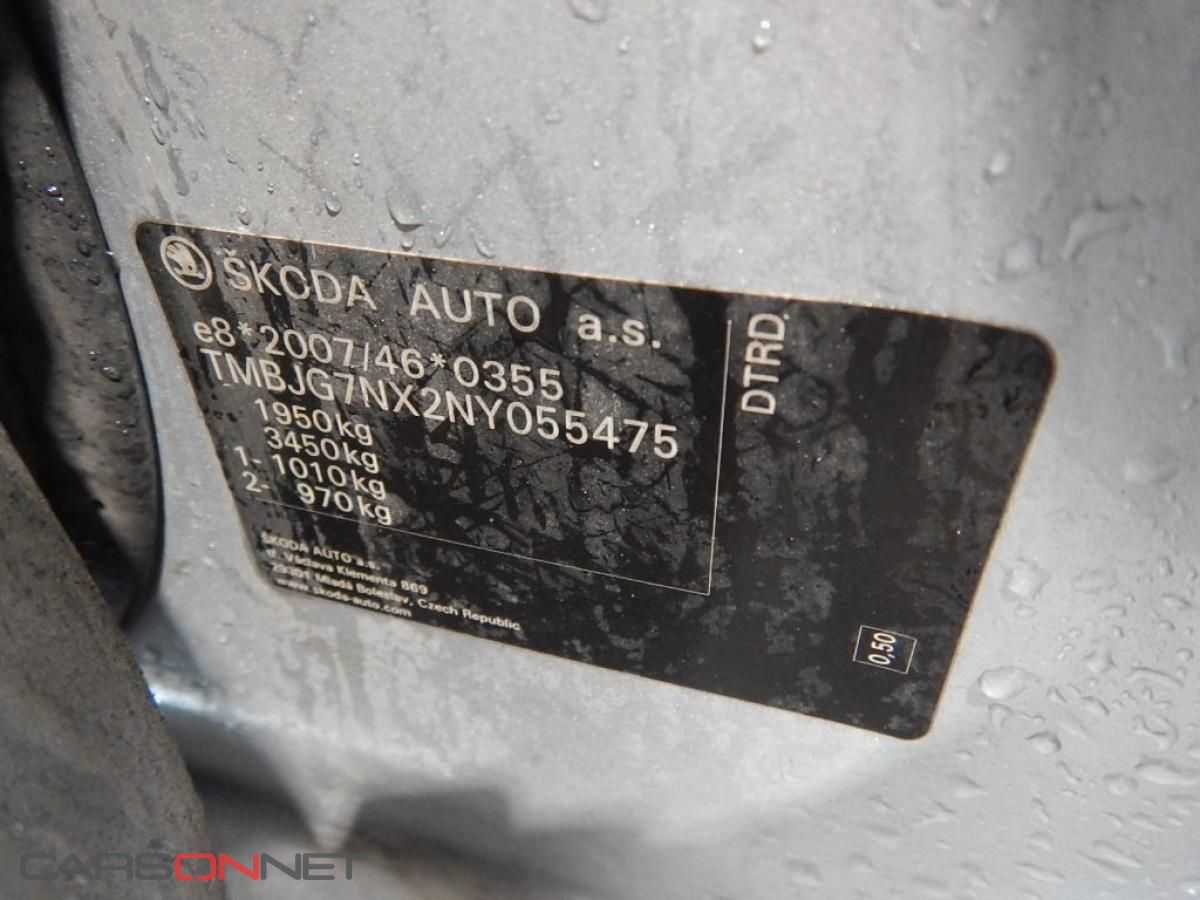 ŠKODA AUTO a.s.
e8*2007/46*0355
TMBJG7NX2NY055475
1950kg
3450kg
1.- 1010kg
2- 970kg
DTRD
ŠKODA AUTO a.s.
tř. Václava Klementa 869
29301 Mladá Boleslav, Czech Republic
www.skoda-auto.com
0,50
CARSONNET